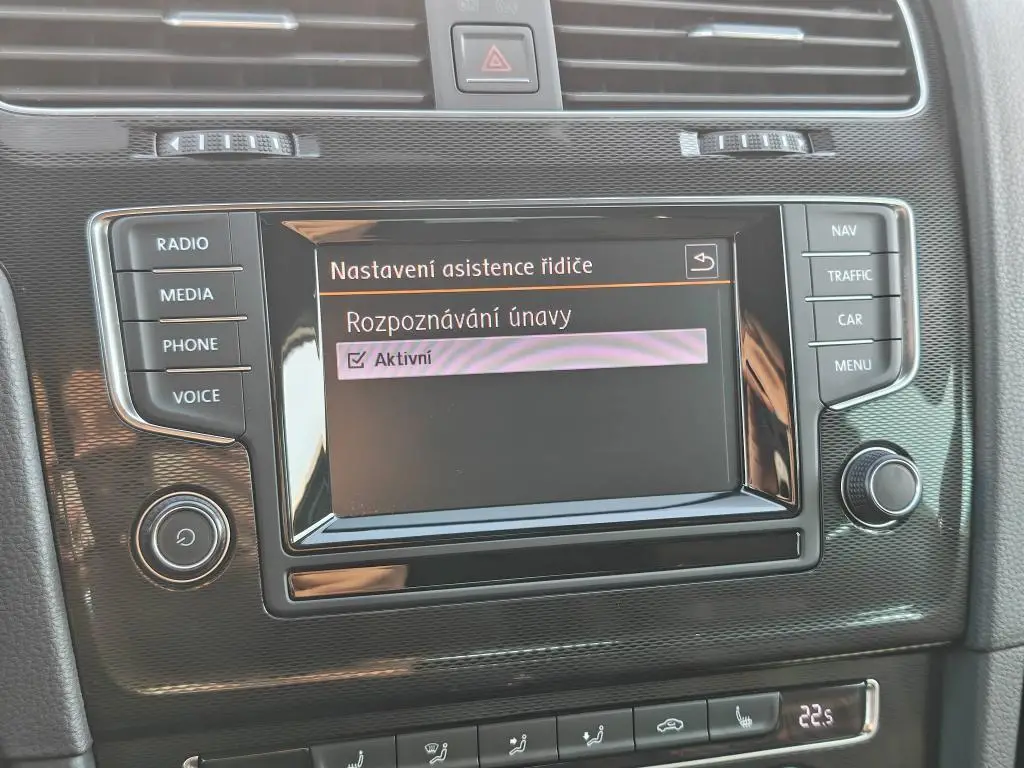 RADIO
MEDIA
PHONE
VOICE
Nastavení asistence řidiče
Rozpoznávání únavy
Aktivní
NAV
TRAFFIC
CAR
MENU
22.5